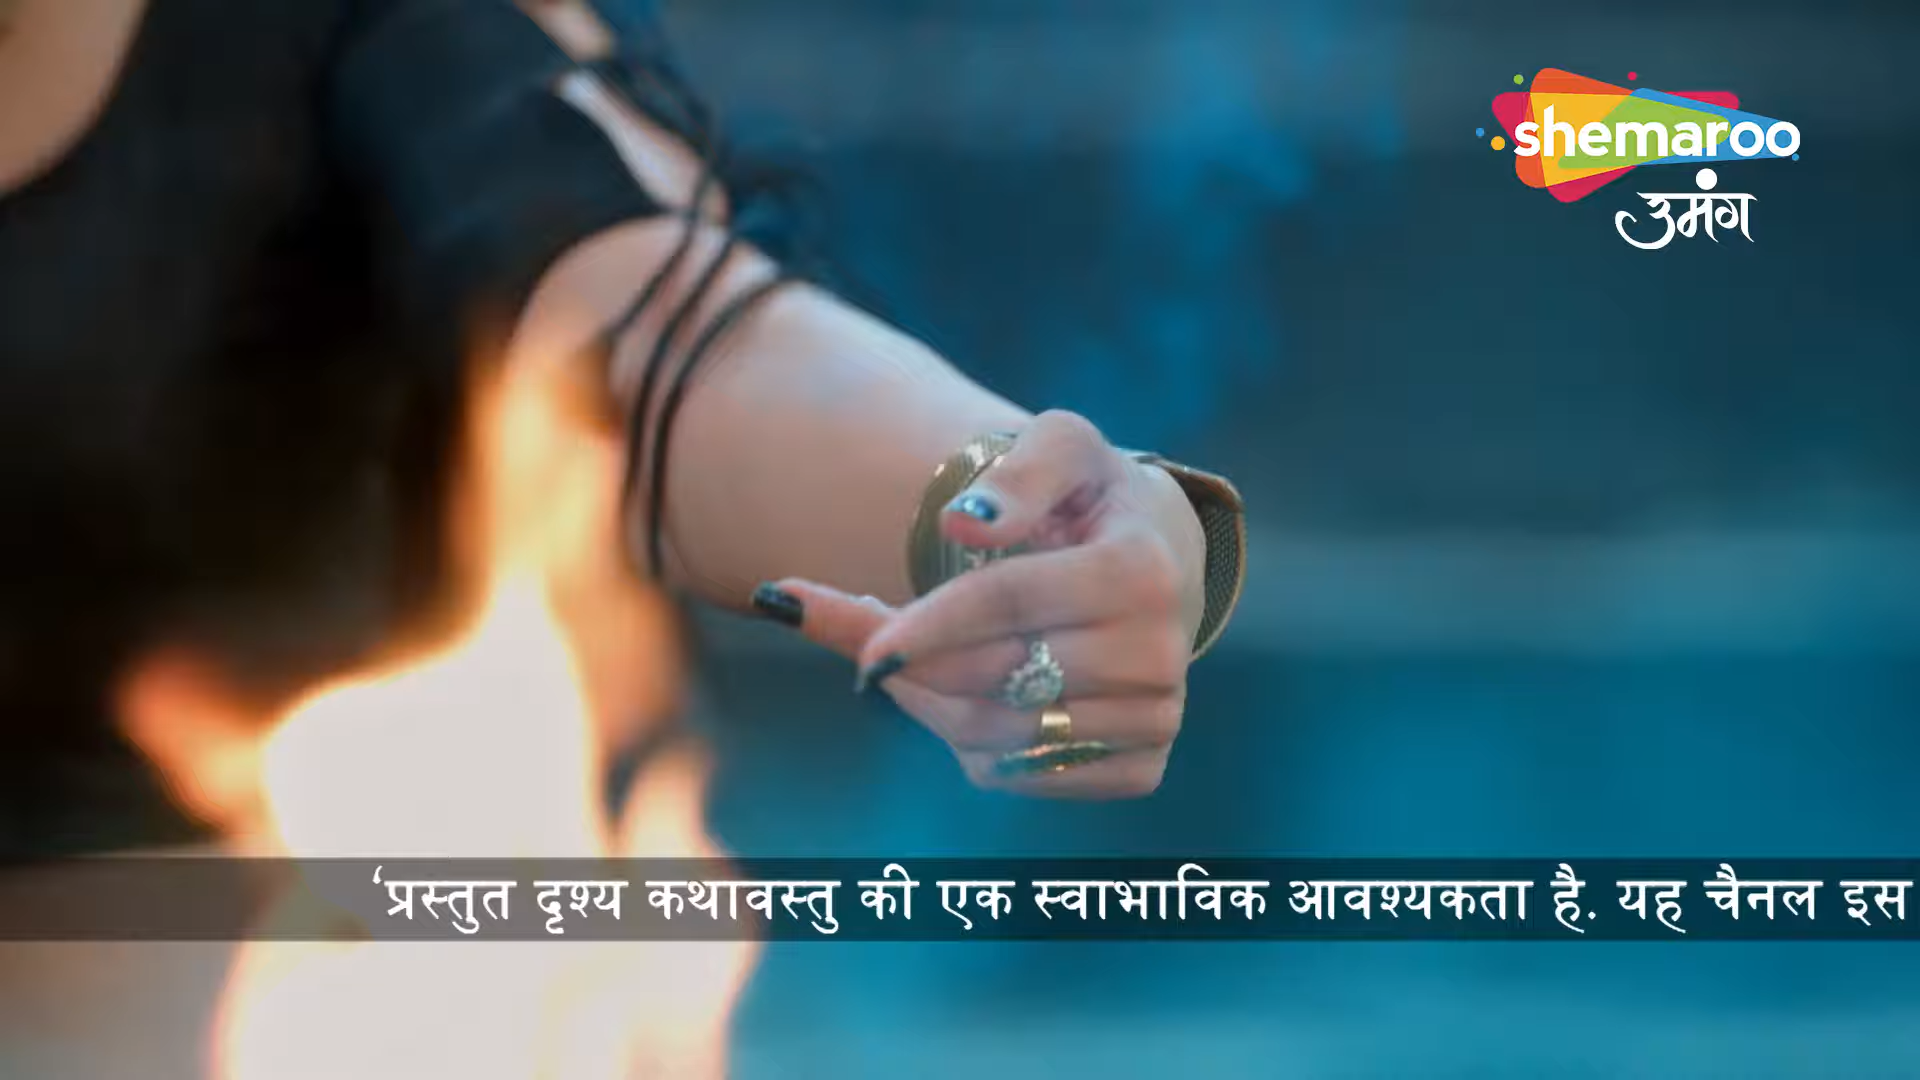 shemaroo
उमंग
‘प्रस्तुत दृश्य कथावस्तु की एक स्वाभाविक आवश्यकता है. यह चैनल इस